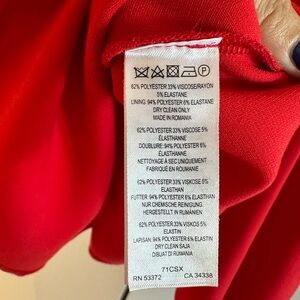 P
62% POLYESTER 33% VISCOSE/RAYON
5% ELASTANE
LINING: 94% POLYESTER 6% ELASTANE
DRY CLEAN ONLY
MADE IN ROMANIA
62% POLYESTER 33% VISCOSE 5%
ÉLASTHANNE
DOUBLURE: 94% POLYESTER 6%
ÉLASTHANNE
NETTOYAGE À SEC UNIQUEMENT
FABRIQUÉ EN ROUMANIE
62% POLYESTER 33% VISKOSE 5%
ELASTHAN
FUTTER: 94% POLYESTER 6% ELASTHAN
NUR CHEMISCHE REINIGUNG.
HERGESTELLT IN RUMÄNIEN
62% POLYESTER 33% VISKOS 5%
ELASTIN
LAPISAN: 94% POLYESTER 6% ELASTIN
DRY CLEAN SAJA
DIBUAT DI RUMANIA
71CSX
RN 53372 CA 34338